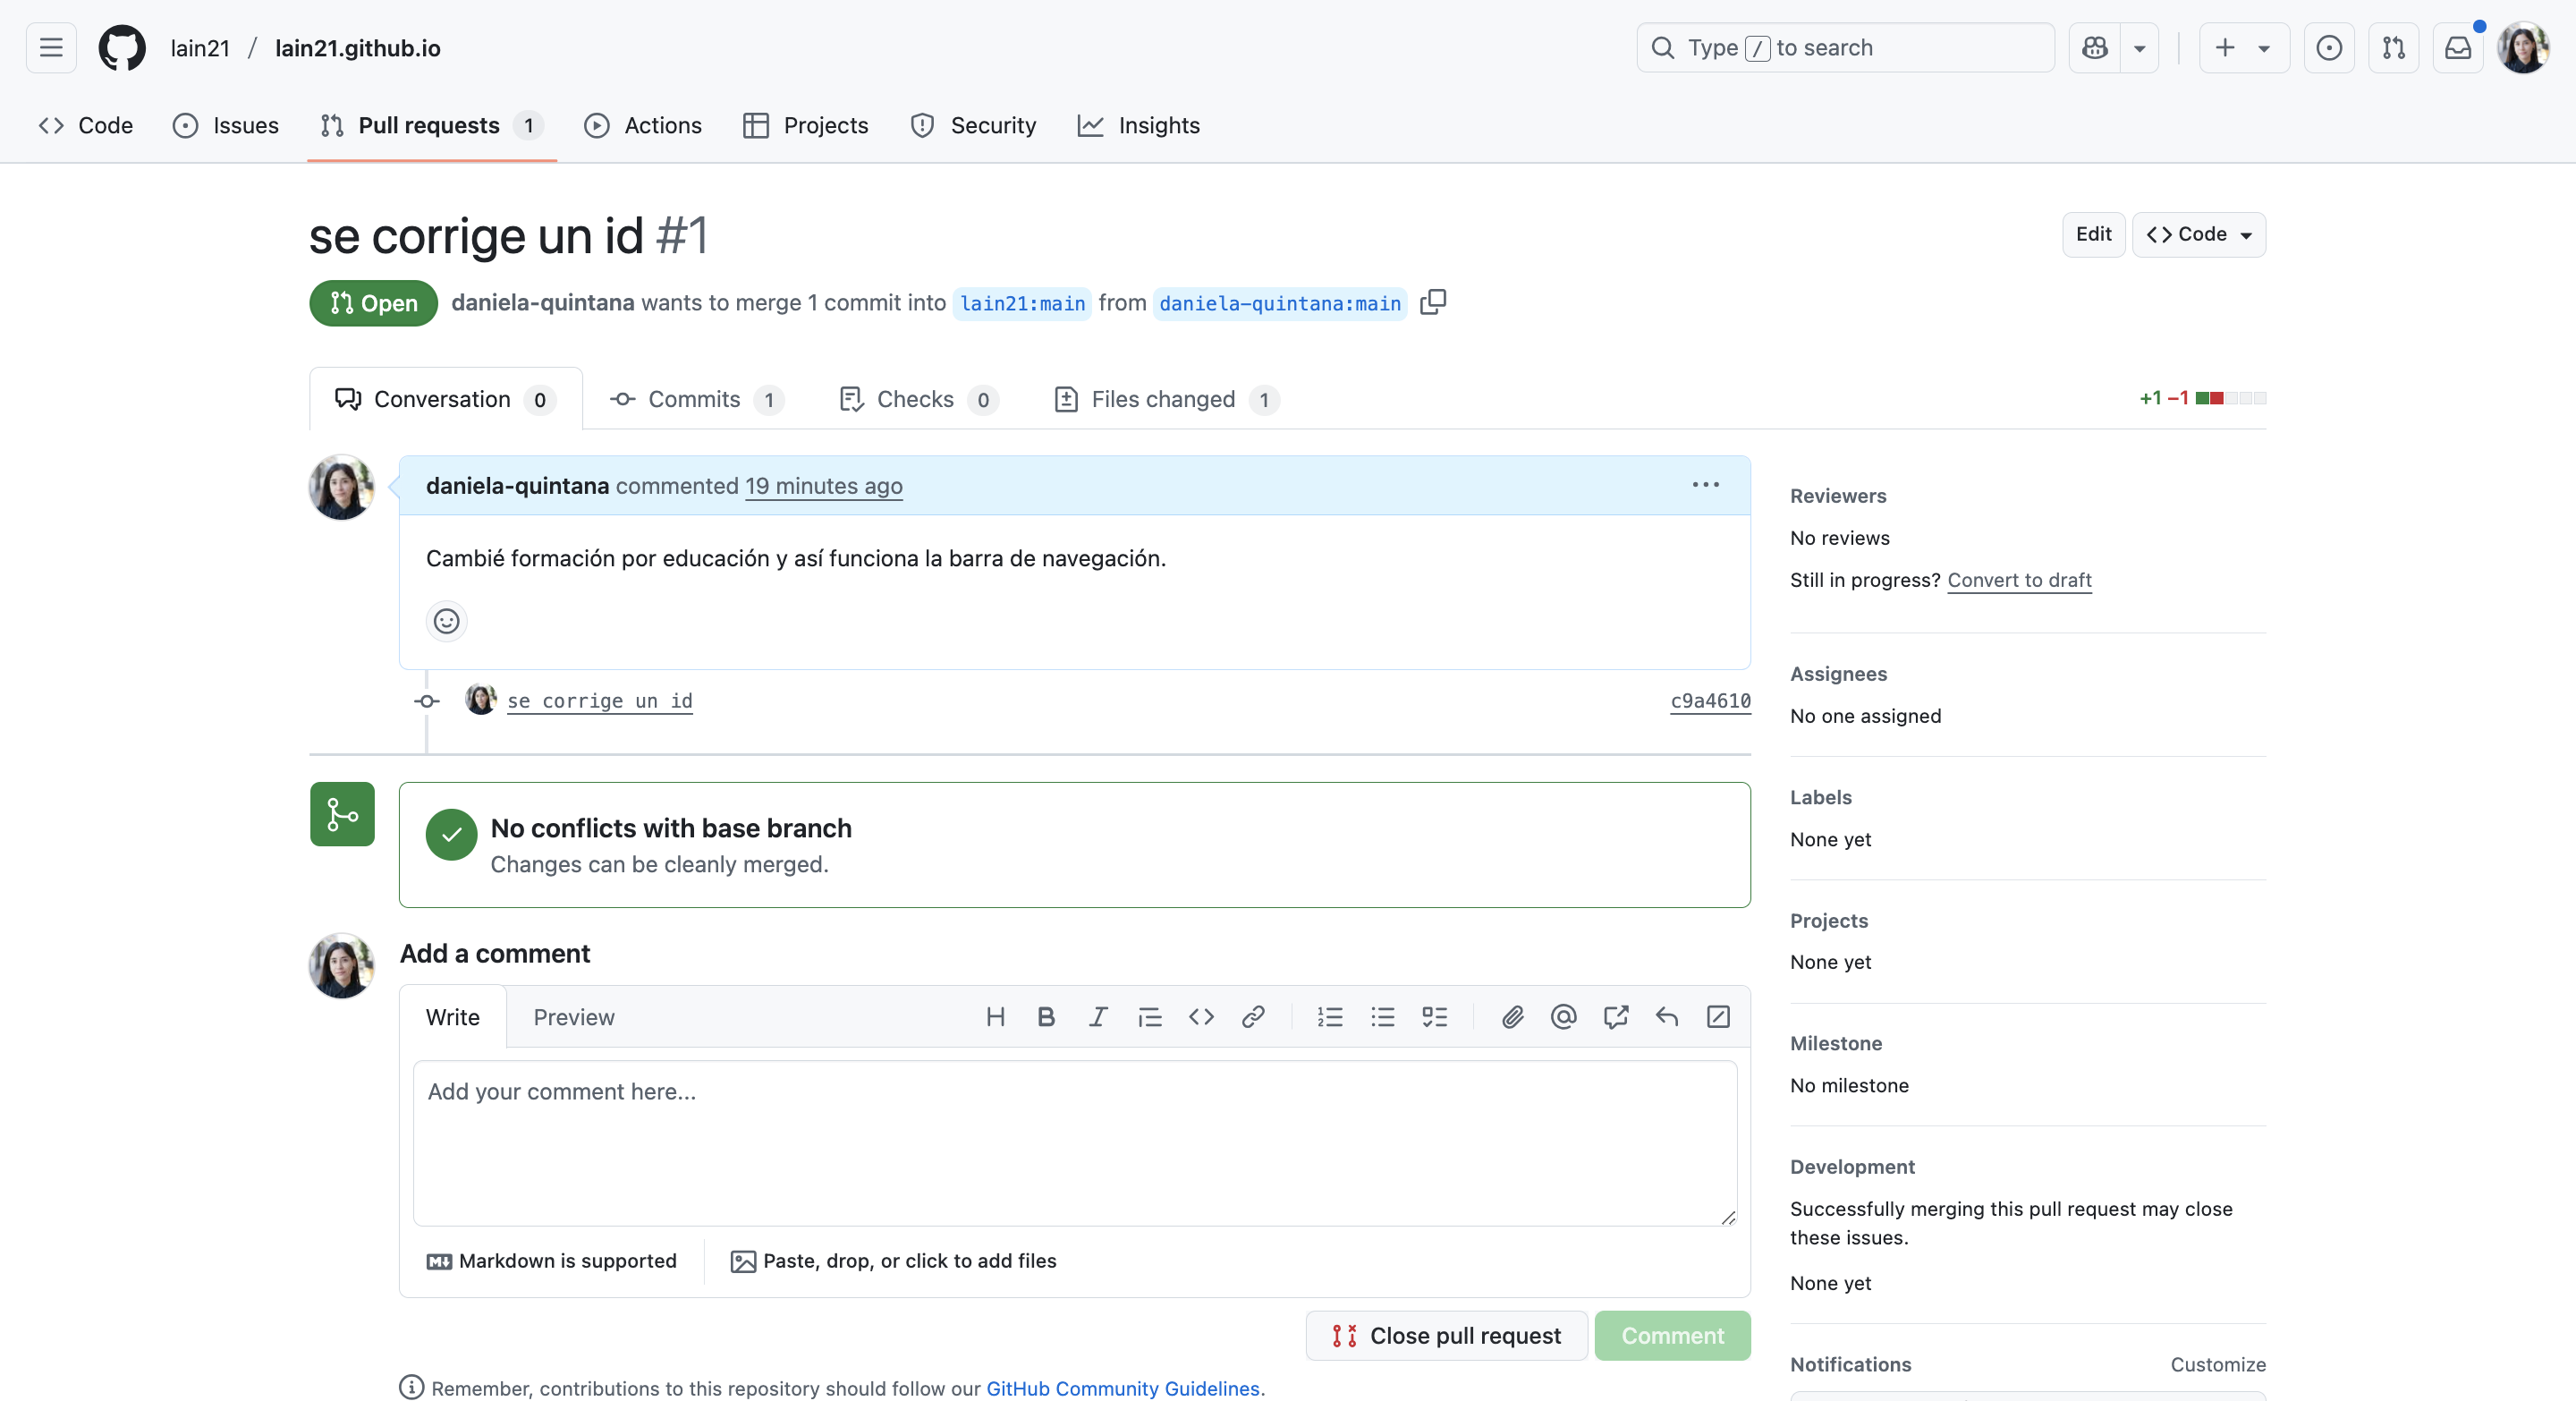 lain21 / lain21.github.io
Type / to search
Code
Issues
Pull requests 1
Actions
Projects
Security
Insights
se corrige un id #1
Edit
Code
Open
daniela-quintana wants to merge 1 commit into lain21:main from daniela-quintana:main
Conversation 0
Commits 1
Checks 0
Files changed 1
+1 −1
daniela-quintana commented 19 minutes ago
Cambié formación por educación y así funciona la barra de navegación.
se corrige un id
c9a4610
No conflicts with base branch
Changes can be cleanly merged.
Add a comment
Write
Preview
Add your comment here...
Markdown is supported
Paste, drop, or click to add files
Close pull request
Comment
Remember, contributions to this repository should follow our GitHub Community Guidelines.
Reviewers
No reviews
Still in progress? Convert to draft
Assignees
No one assigned
Labels
None yet
Projects
None yet
Milestone
No milestone
Development
Successfully merging this pull request may close
these issues.
None yet
Notifications
Customize